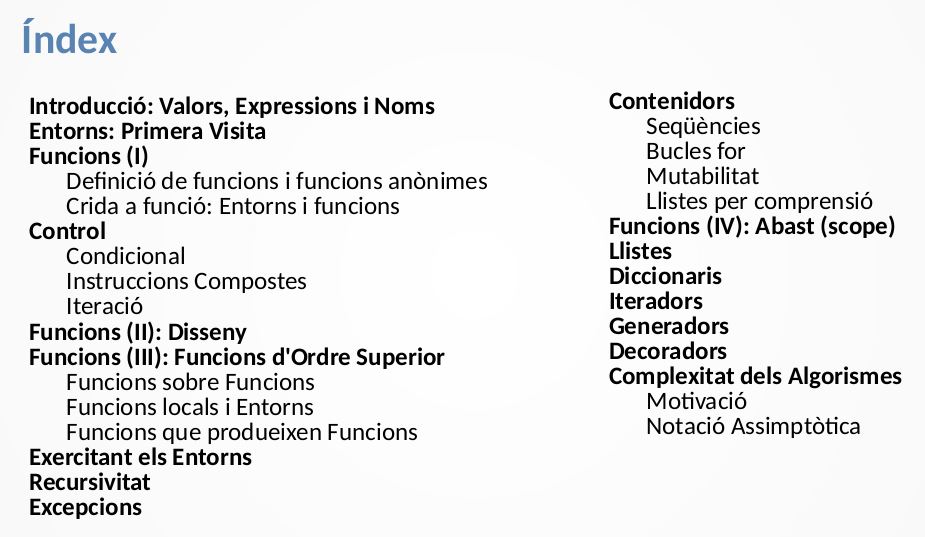 Índex
Introducció: Valors, Expressions i Noms
Entorns: Primera Visita
Funcions (I)
Definició de funcions i funcions anònimes
Crida a funció: Entorns i funcions
Control
Condicional
Instruccions Compostes
Iteració
Funcions (II): Disseny
Funcions (III): Funcions d'Ordre Superior
Funcions sobre Funcions
Funcions locals i Entorns
Funcions que produeixen Funcions
Exercitant els Entorns
Recursivitat
Excepcions
Contenidors
Seqüències
Bucles for
Mutabilitat
Llistes per comprensió
Funcions (IV): Abast (scope)
Llistes
Diccionaris
Iteradors
Generadors
Decoradors
Complexitat dels Algorismes
Motivació
Notació Assimptòtica